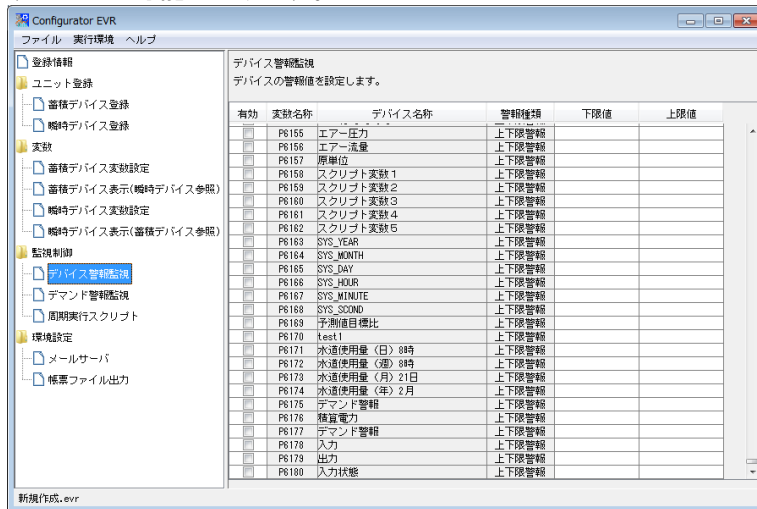 Configurator EVR
ファイル 実行環境 ヘルプ
登録情報
ユニット登録
蓄積デバイス登録
瞬時デバイス登録
変数
蓄積デバイス変数設定
蓄積デバイス表示(瞬時デバイス参照)
瞬時デバイス変数設定
瞬時デバイス表示(蓄積デバイス参照)
監視制御
デバイス警報監視
デマンド警報監視
周期実行スクリプト
環境設定
メールサーバ
帳票ファイル出力
デバイス警報監視
デバイスの警報値を設定します。
有効 変数名称 デバイス名称 警報種類 下限値 上限値
P6155 エアー圧力 上下限警報
P6156 エアー流量 上下限警報
P6157 原単位 上下限警報
P6158 スクリプト変数1 上下限警報
P6159 スクリプト変数2 上下限警報
P6160 スクリプト変数3 上下限警報
P6161 スクリプト変数4 上下限警報
P6162 スクリプト変数5 上下限警報
P6163 SYS_YEAR 上下限警報
P6164 SYS_MONTH 上下限警報
P6165 SYS_DAY 上下限警報
P6166 SYS_HOUR 上下限警報
P6167 SYS_MINUTE 上下限警報
P6168 SYS_SCOND 上下限警報
P6169 予測値目標比 上下限警報
P6170 test1 上下限警報
P6171 水道使用量（日）8時 上下限警報
P6172 水道使用量（週）8時 上下限警報
P6173 水道使用量（月）21日 上下限警報
P6174 水道使用量（年）2月 上下限警報
P6175 デマンド警報 上下限警報
P6176 積算電力 上下限警報
P6177 デマンド警報 上下限警報
P6178 入力 上下限警報
P6179 出力 上下限警報
P6180 入力状態 上下限警報
新規作成.evr